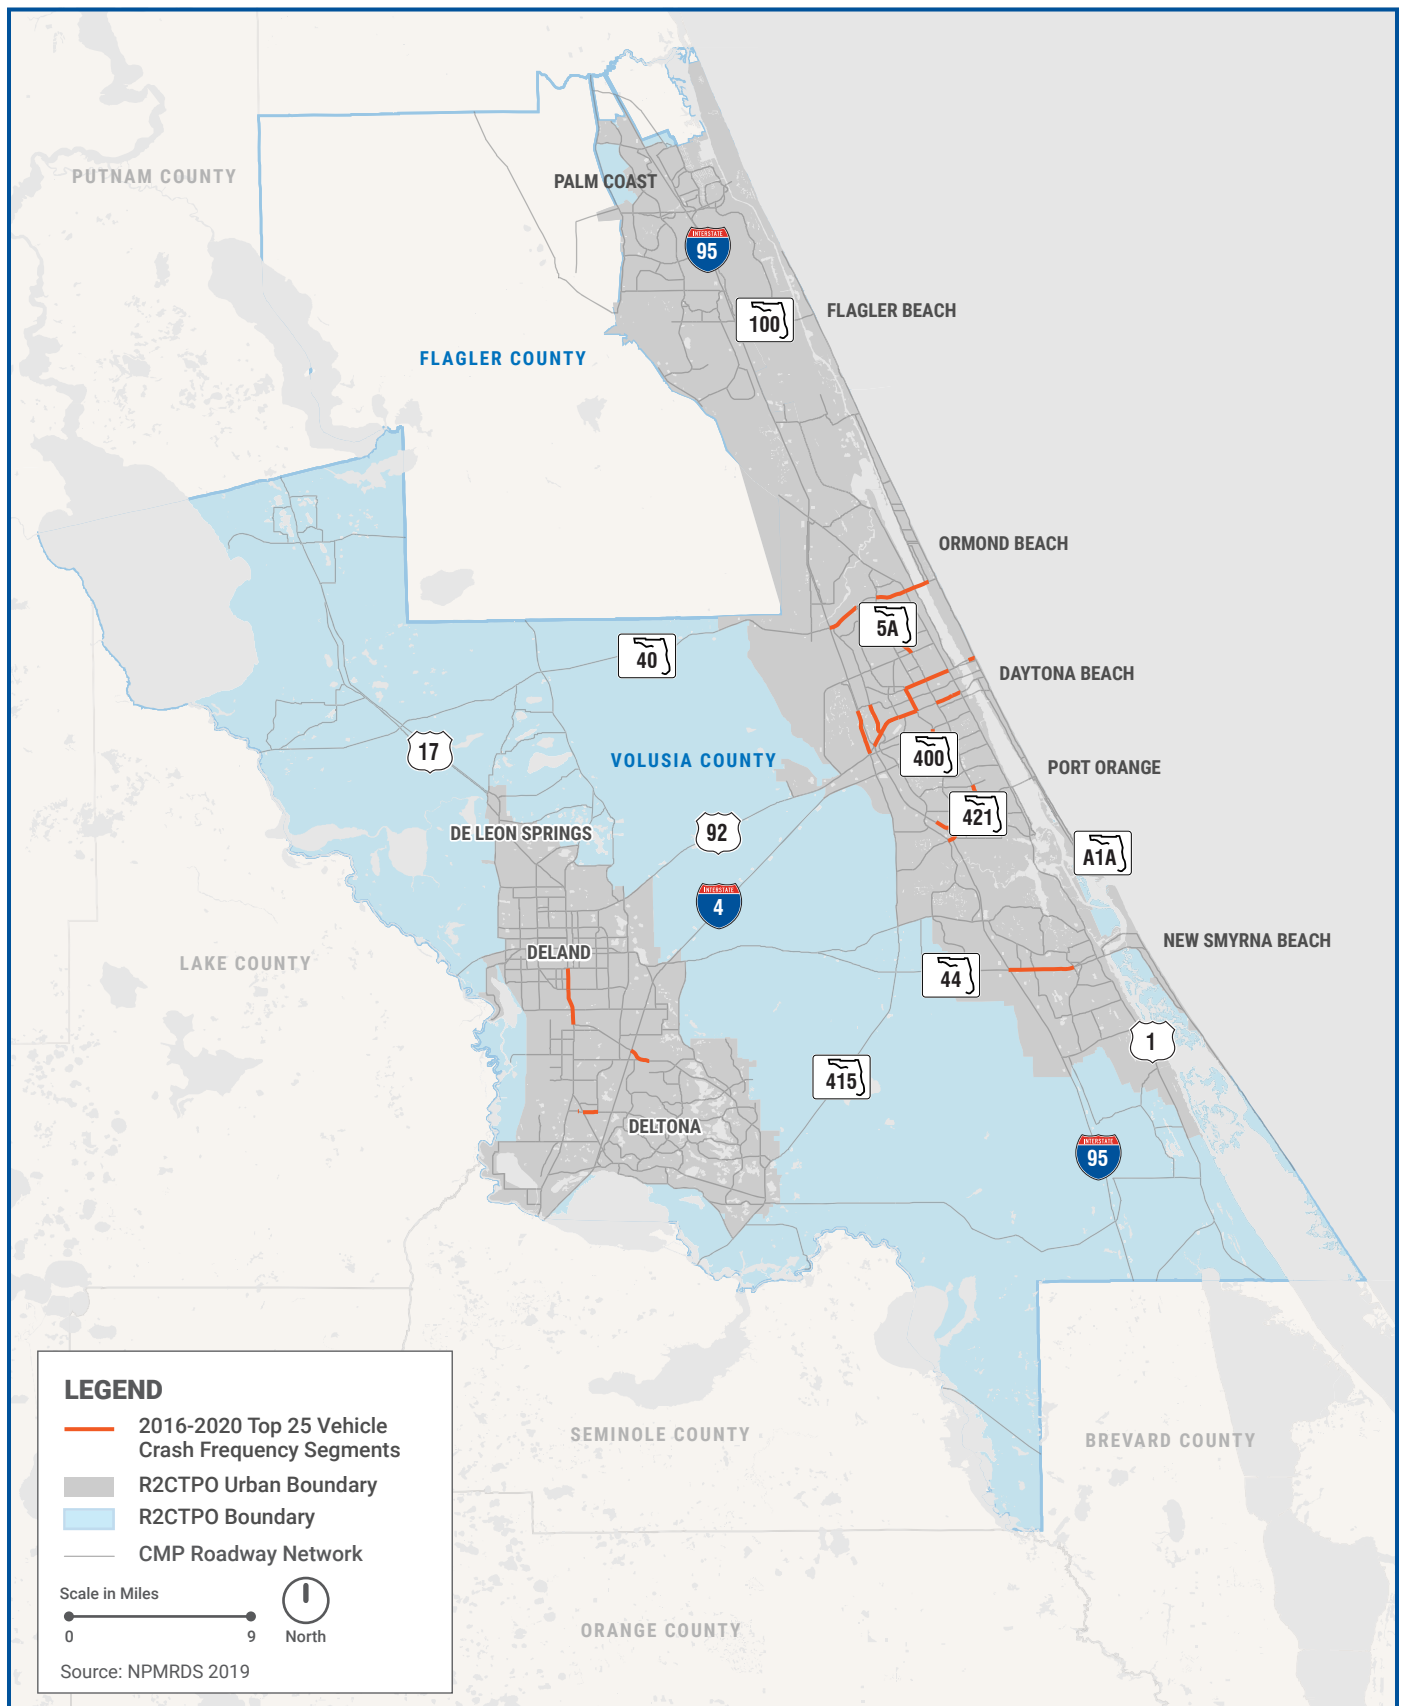 PUTNAM COUNTY
PALM COAST
INTERSTATE
95
100
FLAGLER BEACH
FLAGLER COUNTY
ORMOND BEACH
5A
40
DAYTONA BEACH
17
VOLUSIA COUNTY
400
PORT ORANGE
421
DE LEON SPRINGS
92
A1A
INTERSTATE
4
NEW SMYRNA BEACH
DELAND
LAKE COUNTY
44
1
415
DELTONA
INTERSTATE
95
LEGEND
2016-2020 Top 25 Vehicle
Crash Frequency Segments
R2CTPO Urban Boundary
R2CTPO Boundary
CMP Roadway Network
Scale in Miles
0 9 North
Source: NPMRDS 2019
SEMINOLE COUNTY
BREVARD COUNTY
ORANGE COUNTY